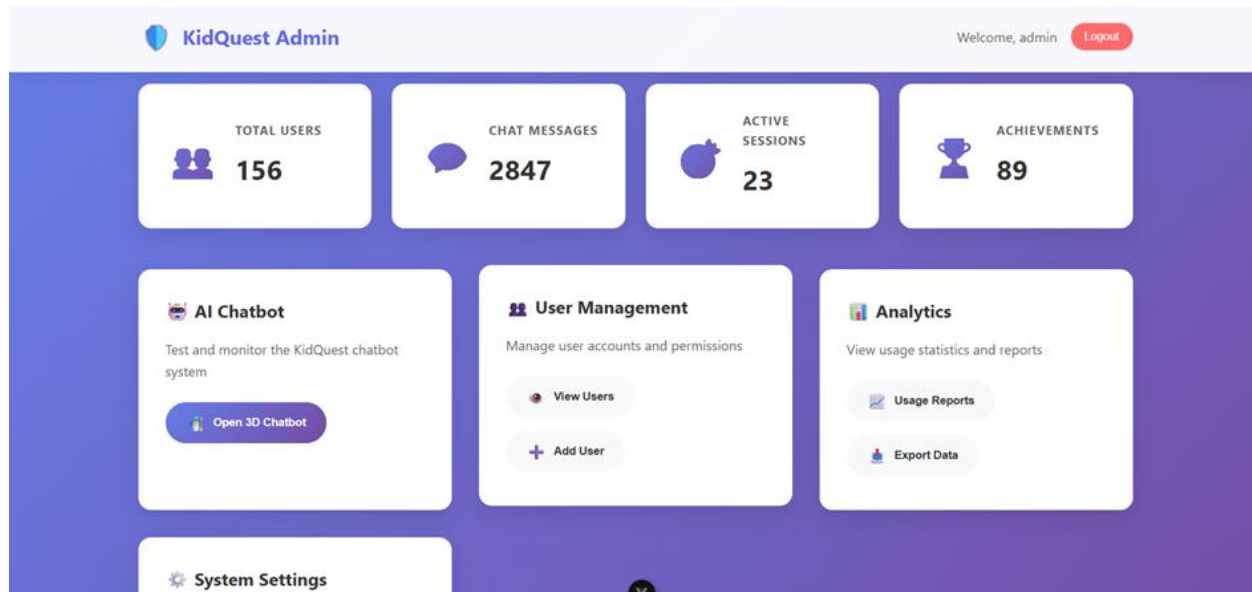 KidQuest Admin
Welcome, admin
Logout
TOTAL USERS
156
CHAT MESSAGES
2847
ACTIVE
SESSIONS
23
ACHIEVEMENTS
89
AI Chatbot
Test and monitor the KidQuest chatbot
system
Open 3D Chatbot
User Management
Manage user accounts and permissions
View Users
Add User
Analytics
View usage statistics and reports
Usage Reports
Export Data
System Settings